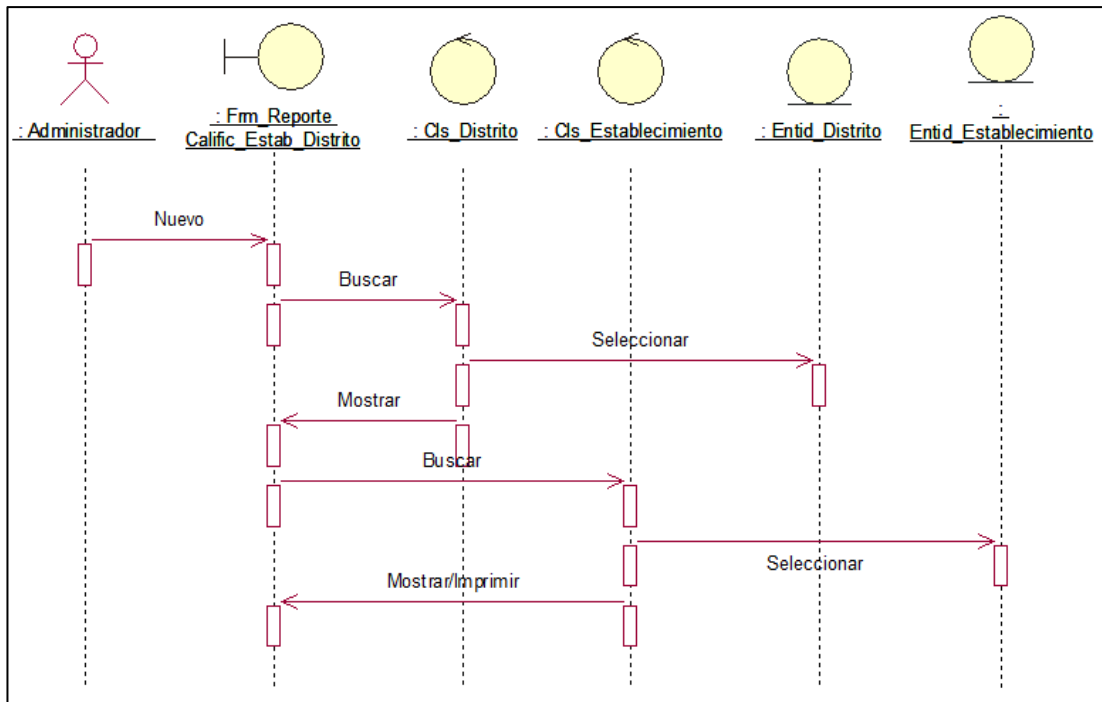 : Administrador
: Frm_Reporte
Calific_Estab_Distrito
: Cls_Distrito
: Cls_Establecimiento
: Entid_Distrito
:
Entid_Establecimiento
Nuevo
Buscar
Seleccionar
Mostrar
Buscar
Seleccionar
Mostrar/Imprimir